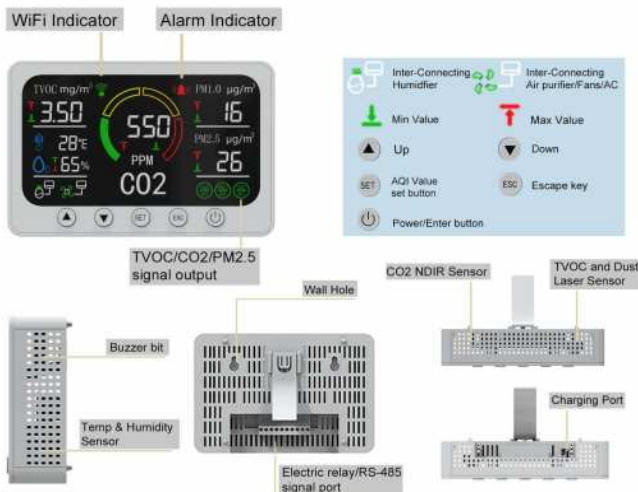 WiFi Indicator
Alarm Indicator
TVOC mg/m³
PM1.0 µg/m³
3.50
550
16
28℃
PM2.5 µg/m³
65%
PPM
26
CO2
SET
ESC
TVOC/CO2/PM2.5
signal output
Inter-Connecting
Humidfier
Inter-Connecting
Air purifier/Fans/AC
Min Value
Max Value
Up
Down
SET
AQI Value
set button
ESC
Escape key
Power/Enter button
Buzzer bit
Temp & Humidity
Sensor
Wall Hole
Electric relay/RS-485
signal port
CO2 NDIR Sensor
TVOC and Dust
Laser Sensor
Charging Port